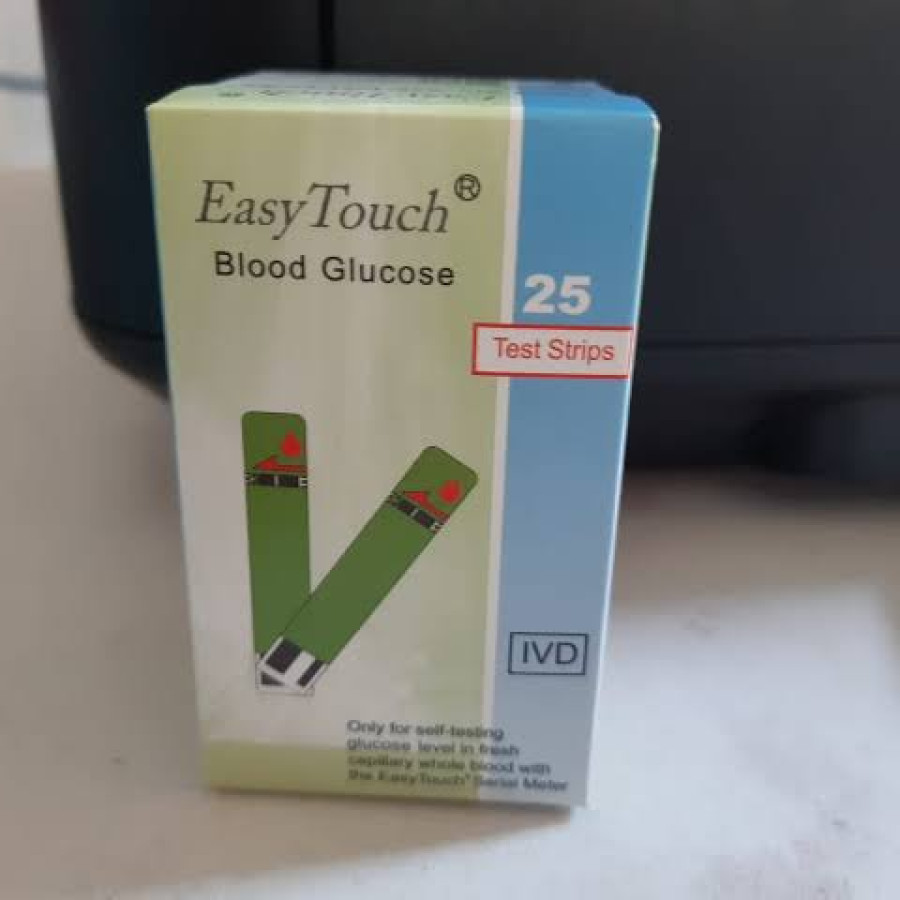 EasyTouch®
Blood Glucose
25
Test Strips
IVD
Only for self-testing
glucose level in fresh
capillary whole blood with
the EasyTouch® Serial Meter